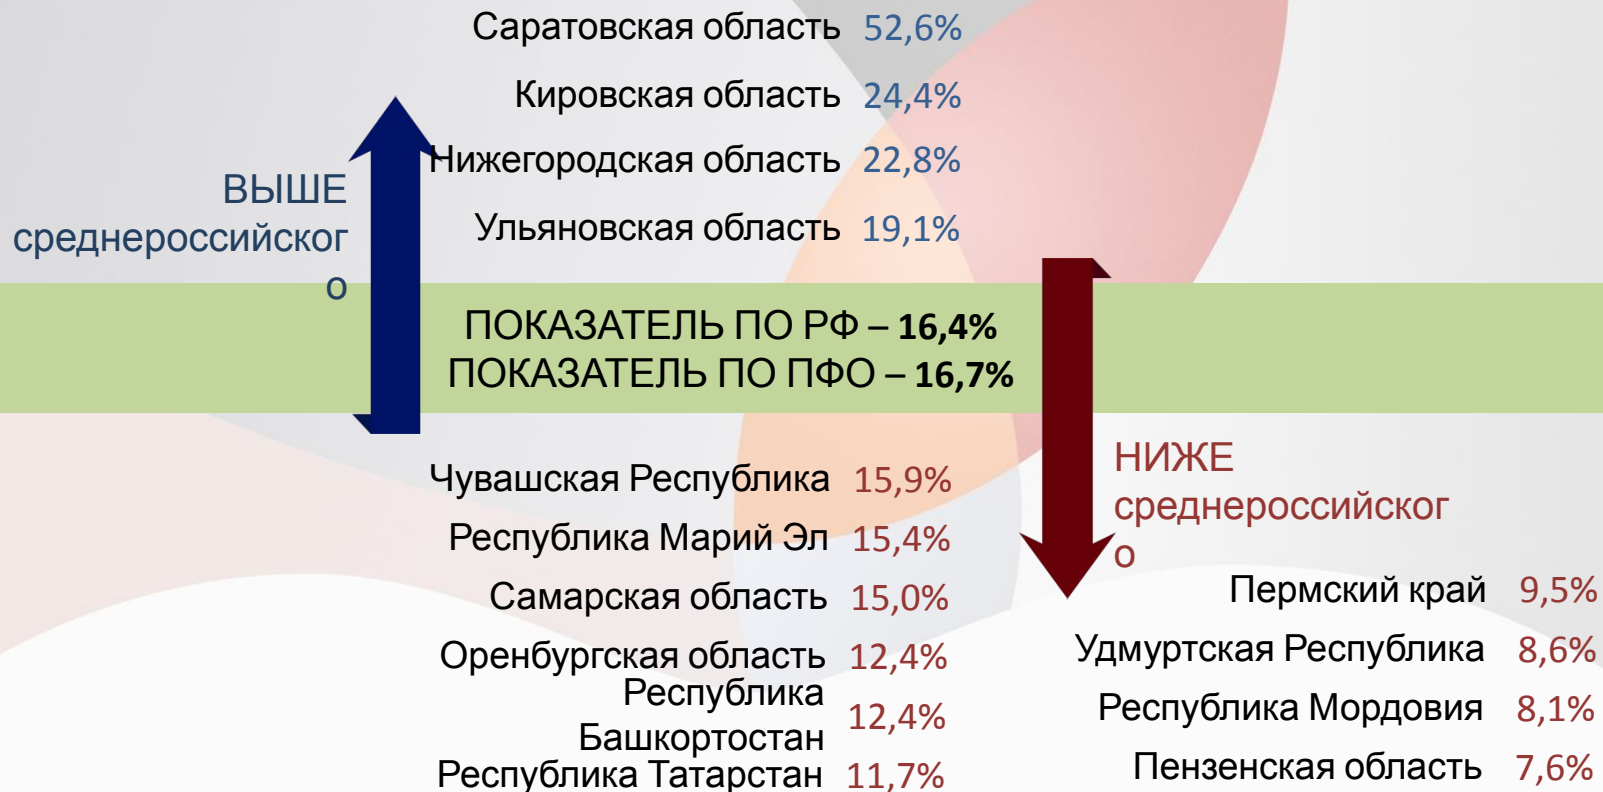 Саратовская область 52,6%
Кировская область 24,4%
Нижегородская область 22,8%
Ульяновская область 19,1%
ВЫШЕ
среднероссийског
о
ПОКАЗАТЕЛЬ ПО РФ – 16,4%
ПОКАЗАТЕЛЬ ПО ПФО – 16,7%
НИЖЕ
среднероссийског
о
Чувашская Республика 15,9%
Республика Марий Эл 15,4%
Самарская область 15,0%
Оренбургская область 12,4%
Республика
Башкортостан 12,4%
Республика Татарстан 11,7%
Пермский край 9,5%
Удмуртская Республика 8,6%
Республика Мордовия 8,1%
Пензенская область 7,6%